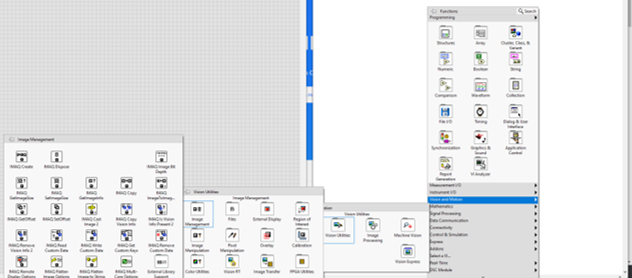 Functions
Search
Programming
Structures
Array
Cluster, Class, &
Variant
Numeric
Boolean
String
Comparison
Waveform
Collection
File I/O
Timing
Dialog & User
Interface
Synchronization
Graphics &
Sound
Application
Control
Report
Generation
VI Analyzer
Measurement I/O
Instrument I/O
Vision and Motion
Mathematics
Signal Processing
Data Communication
Connectivity
Control & Simulation
Express
Addons
Select a VI...
Real-Time
Vision Utilities
Vision Utilities
Image
Processing
Machine Vision
Vision Express
Vision Utilities
Image Management
Image
Management
Files
External Display
Region of
Interest
Image
Manipulation
Pixel
Manipulation
Overlay
Calibration
Color Utilities
Vision RT
Image Transfer
FPGA Utilities
Image Management
IMAQ Create
IMAQ Dispose
IMAQ Image Bit
Depth
IMAQ
GetImageSize
IMAQ
SetImageSize
IMAQ
GetImageInfo
IMAQ Copy
IMAQ
ImageToImag...
IMAQ GetOffset
IMAQ SetOffset
IMAQ Cast
Image 2
IMAQ Copy
Vision Info
IMAQ Is Vision
Info Present 2
IMAQ Remove
Vision Info 2
IMAQ Read
Custom Data
IMAQ Write
Custom Data
IMAQ Get
Custom Keys
IMAQ Remove
Custom Data
IMAQ Flatten
Image Options
IMAQ Flatten
Image to String
IMAQ Multi-
Core Options
External Library
Support